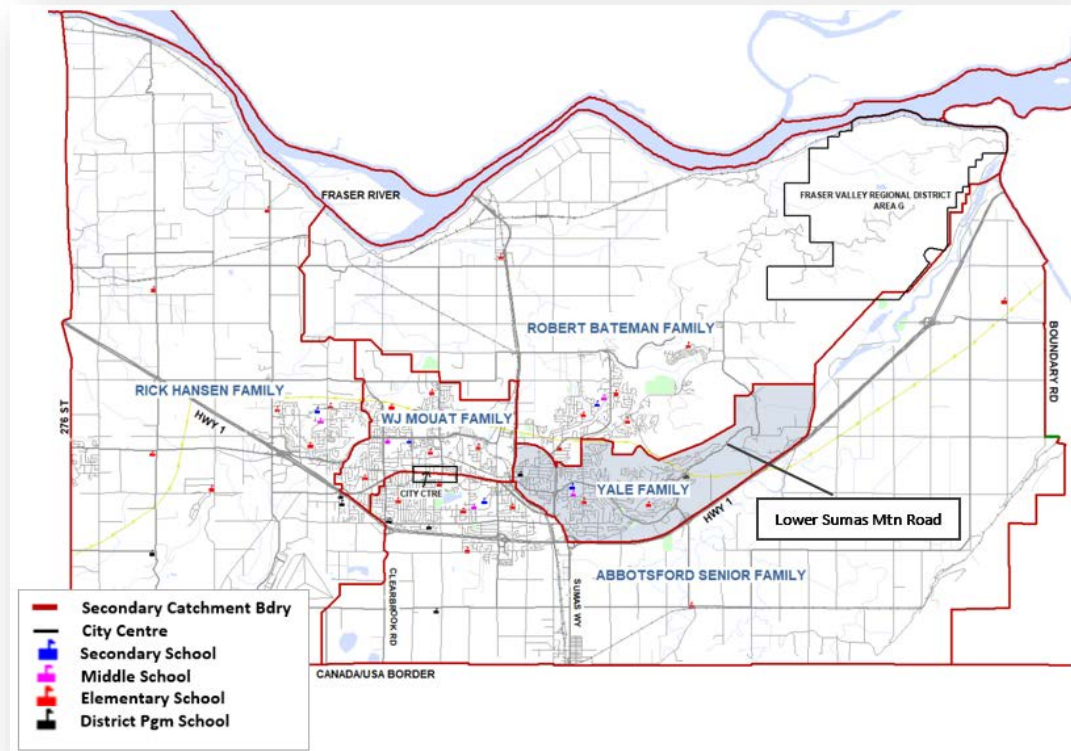 FRASER RIVER
FRASER VALLEY REGIONAL DISTRICT
AREA G
ROBERT BATEMAN FAMILY
BOUNDARY RD
RICK HANSEN FAMILY
276 ST
HWY 1
WJ MOUAT FAMILY
CITY CTRE
YALE FAMILY
HWY 1
Lower Sumas Mtn Road
ABBOTSFORD SENIOR FAMILY
CLEARBROOK RD
SUMAS WY
CANADA/USA BORDER
Secondary Catchment Bdry
City Centre
Secondary School
Middle School
Elementary School
District Pgm School